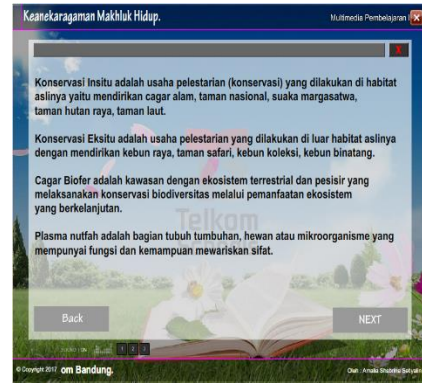 Keanekaragaman Makhluk Hidup.
Multimedia Pembelajaran
X
Konservasi Insitu adalah usaha pelestarian (konservasi) yang dilakukan di habitat
aslinya yaitu mendirikan cagar alam, taman nasional, suaka margasatwa,
taman hutan raya, taman laut.
Konservasi Eksitu adalah usaha pelestarian yang dilakukan di luar habitat aslinya
dengan mendirikan kebun raya, taman safari, kebun koleksi, kebun binatang.
Cagar Biofer adalah kawasan dengan ekosistem terrestrial dan pesisir yang
melaksanakan konservasi biodiversitas melalui pemanfaatan ekosistem
yang berkelanjutan.
Telkom
Plasma nutfah adalah bagian tubuh tumbuhan, hewan atau mikroorganisme yang
mempunyai fungsi dan kemampuan mewariskan sifat.
Back
NEXT
1 2 3
© Copyright 2017 om Bandung.
Oleh : Amalia Shebrina